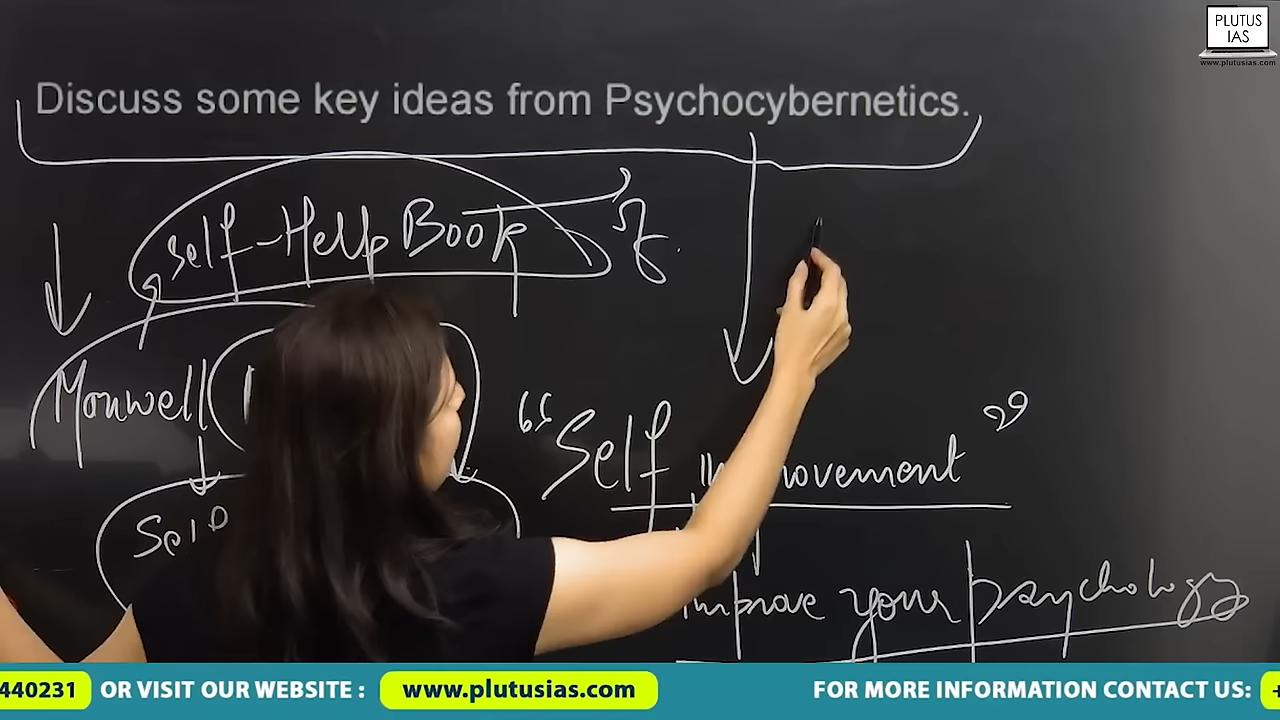 PLUTUS
IAS
www.plutusias.com
Discuss some key ideas from Psychocybernetics.
Self-Help Book
Maxwell
"Self improvement"
improve your psychology
440231
OR VISIT OUR WEBSITE :
www.plutusias.com
FOR MORE INFORMATION CONTACT US:
+